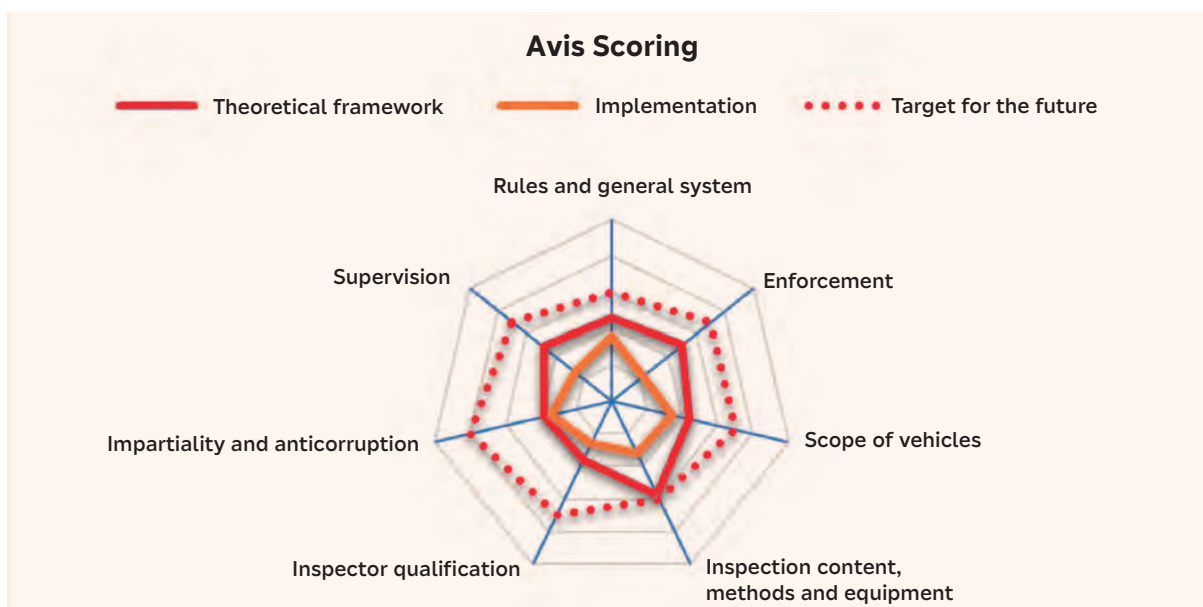 Avis Scoring
Theoretical framework
Implementation
Target for the future
Rules and general system
Supervision
Enforcement
Impartiality and anticorruption
Scope of vehicles
Inspector qualification
Inspection content,
methods and equipment